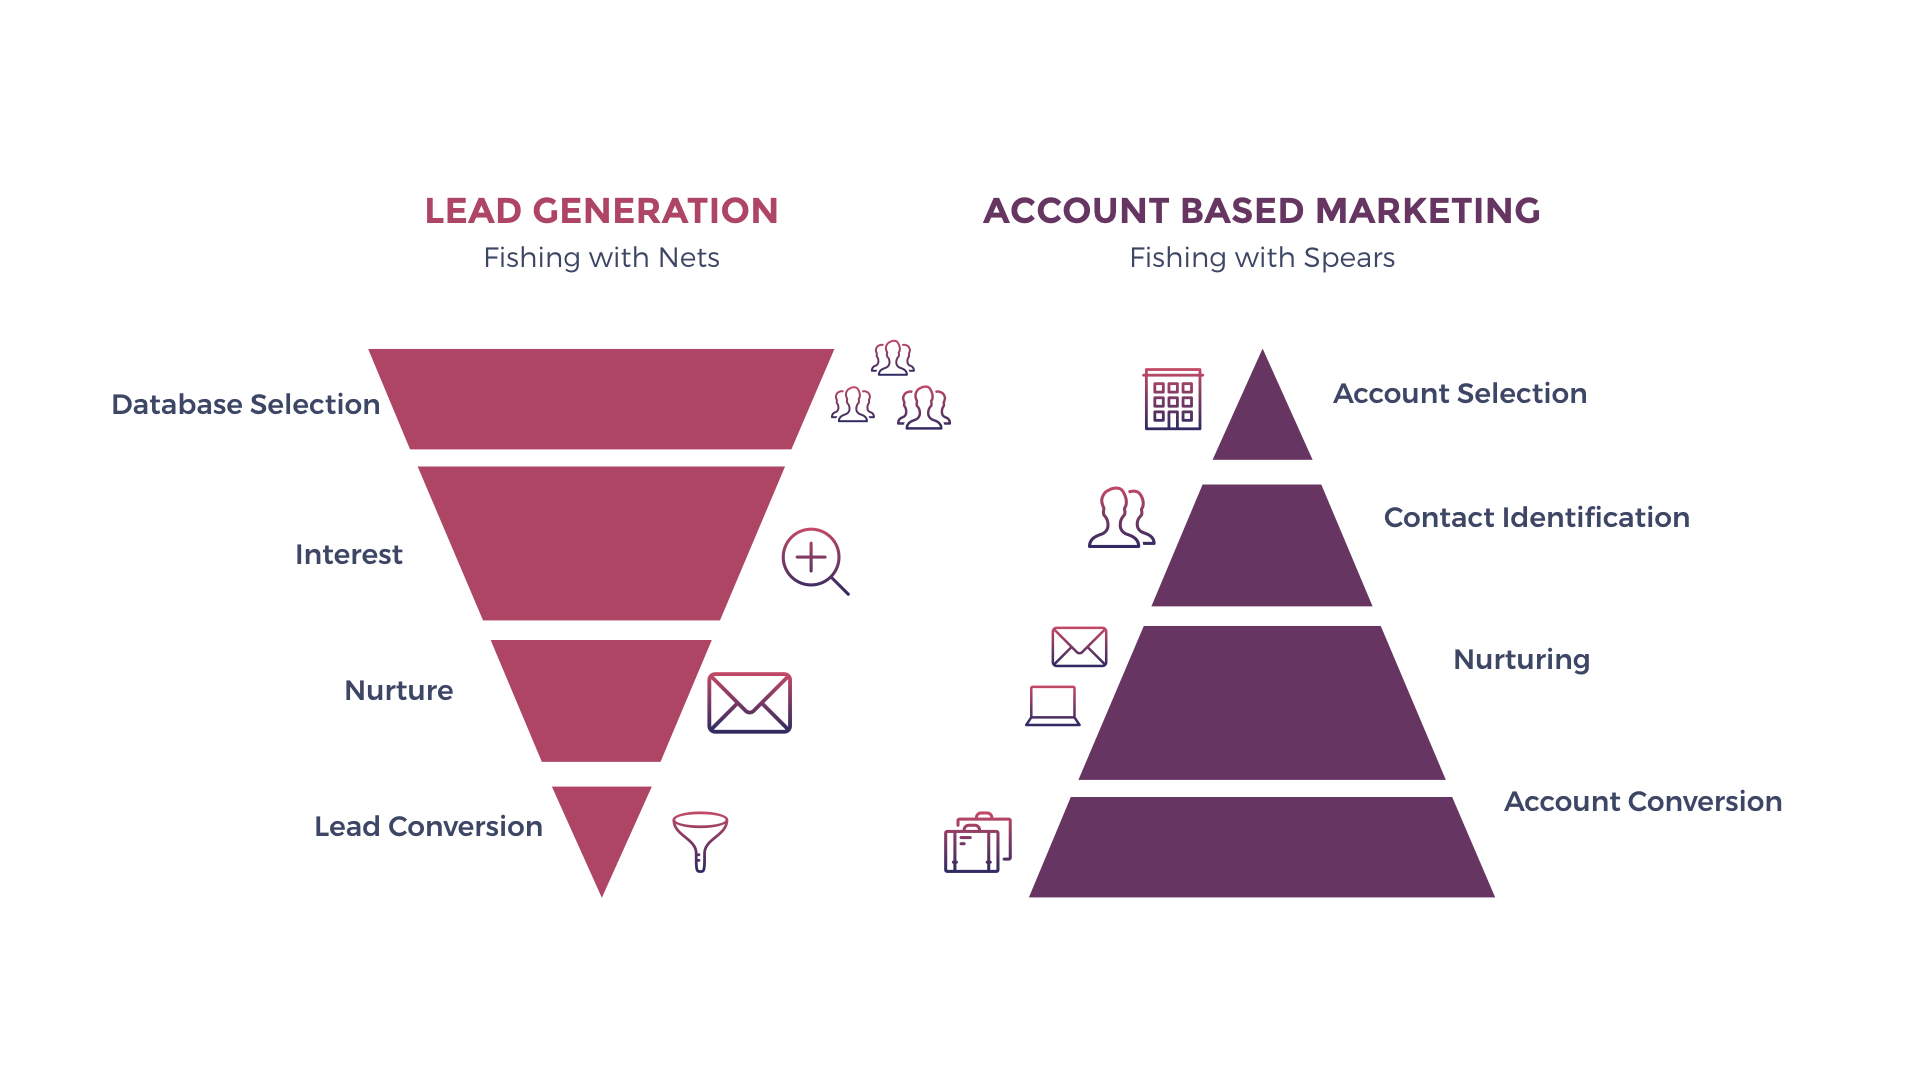 LEAD GENERATION
Fishing with Nets
Database Selection
Interest
Nurture
Lead Conversion
ACCOUNT BASED MARKETING
Fishing with Spears
Account Selection
Contact Identification
Nurturing
Account Conversion